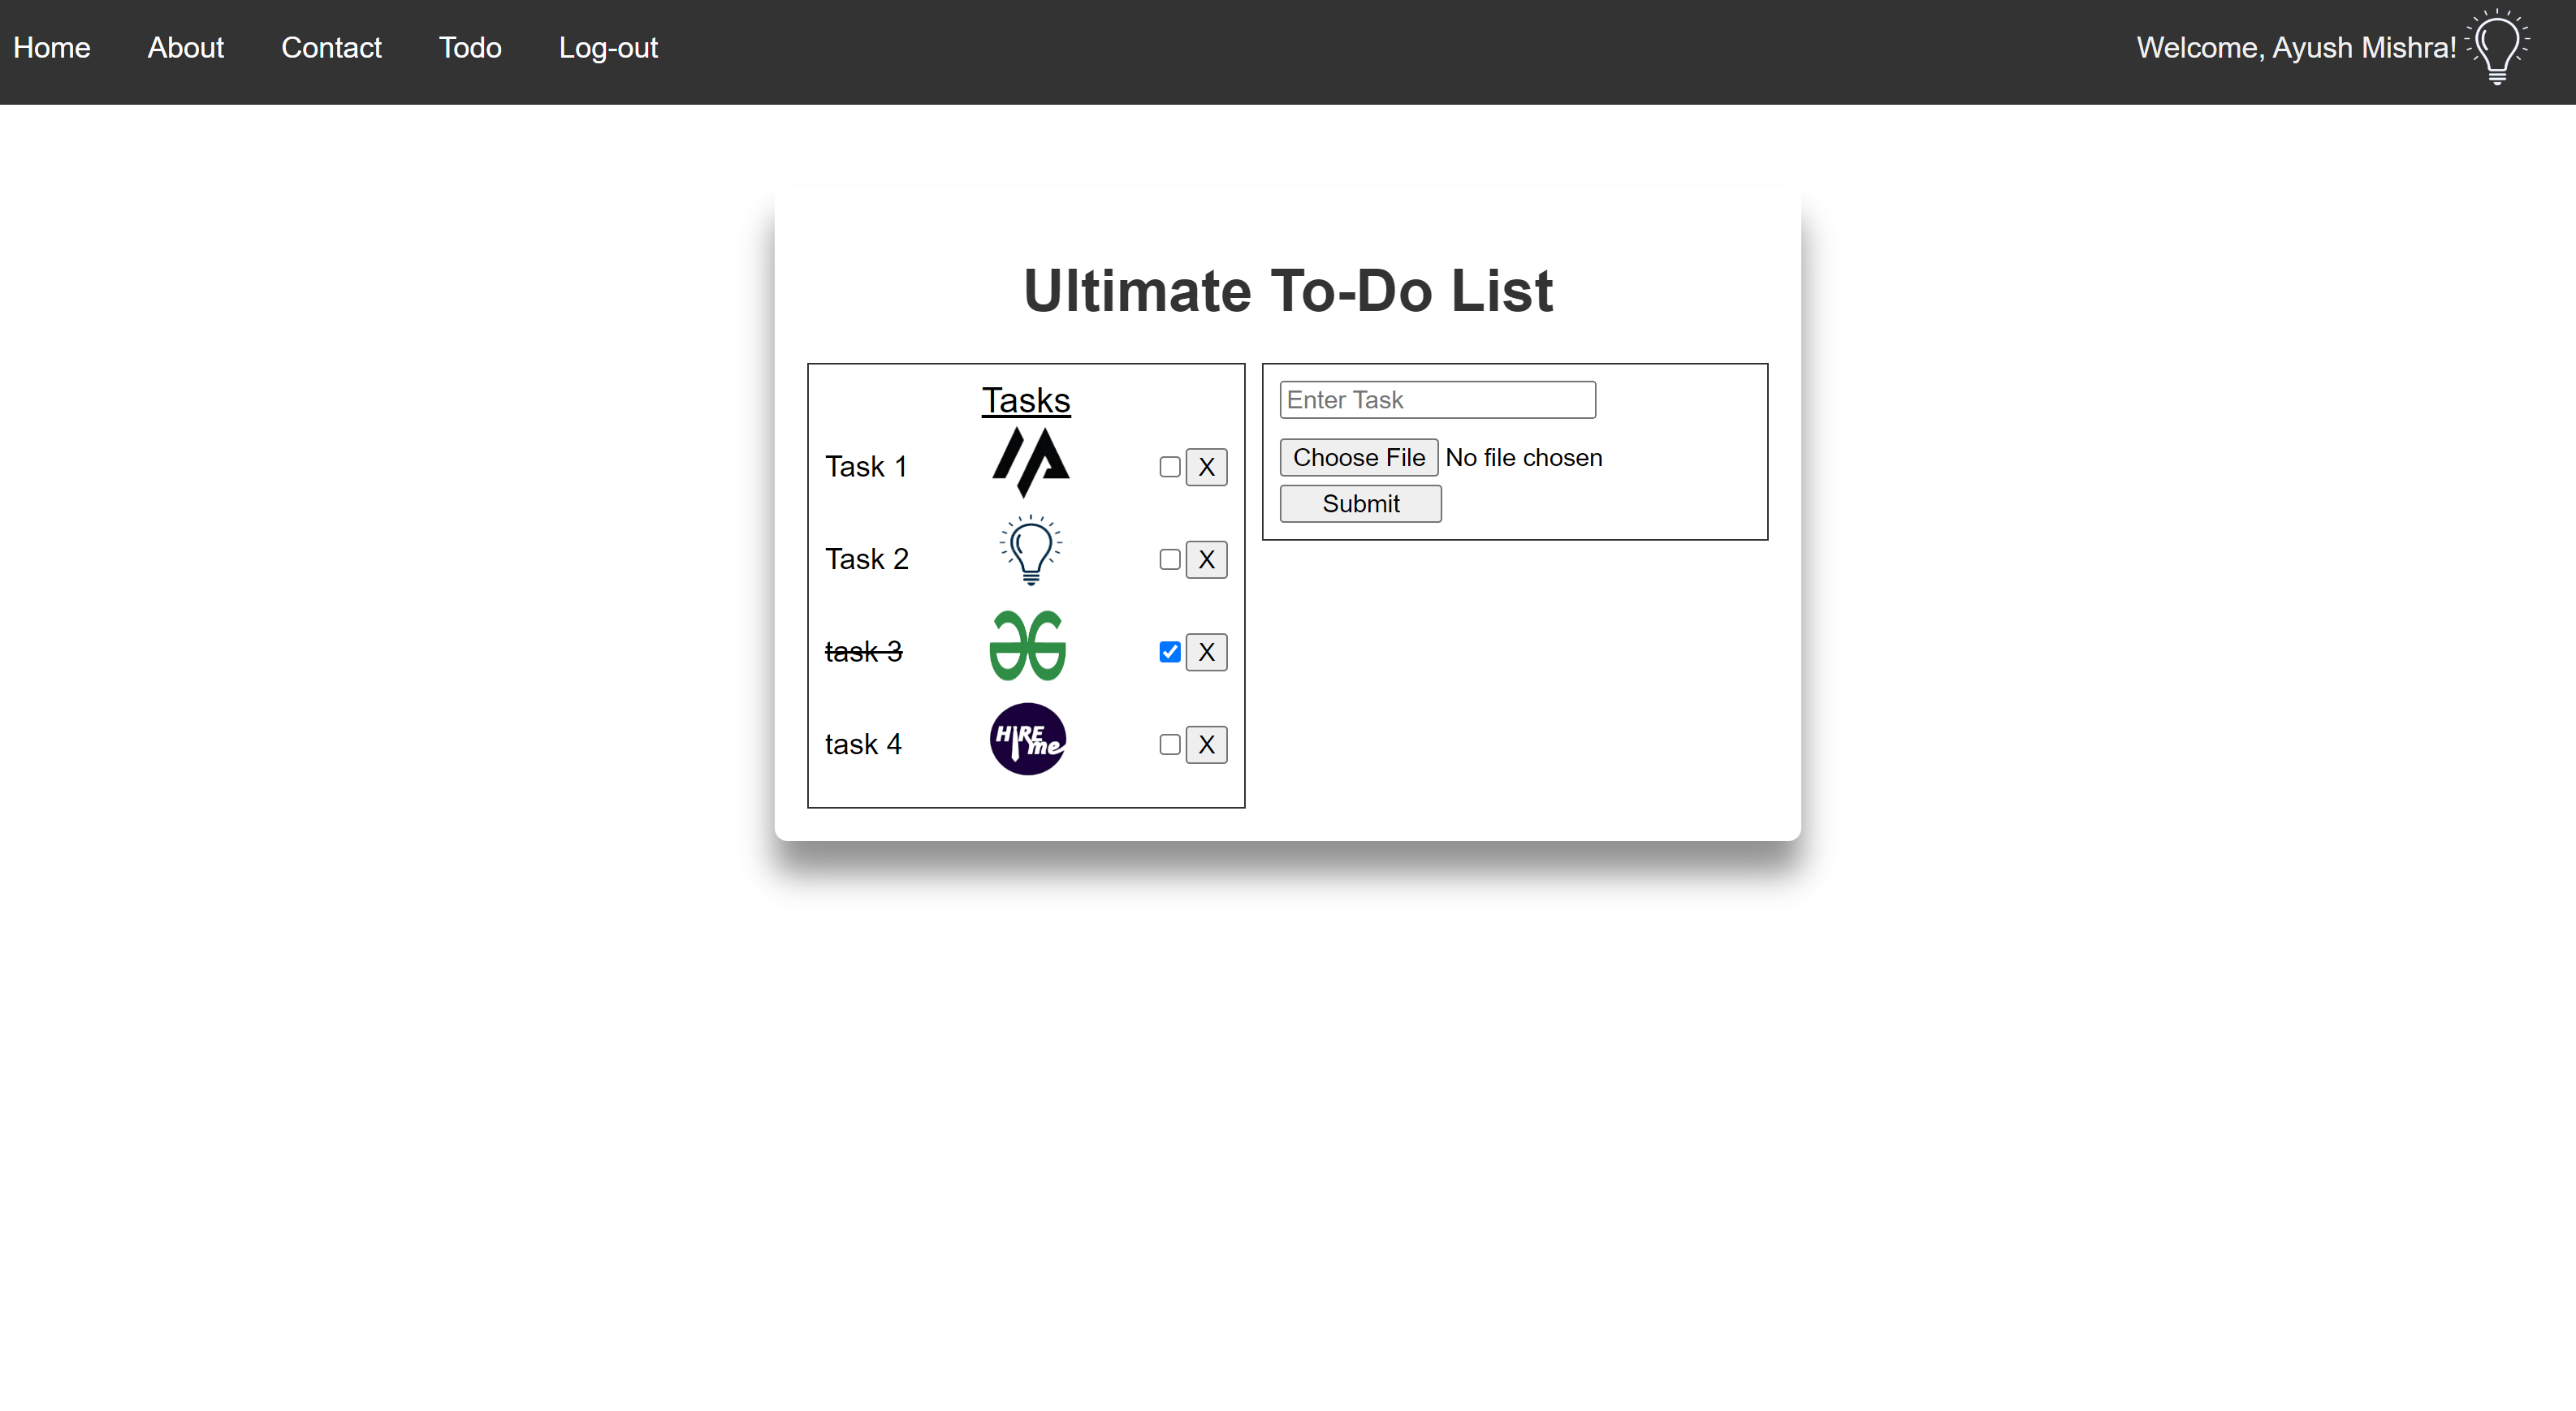 Home About Contact Todo Log-out Welcome, Ayush Mishra!
Ultimate To-Do List
Tasks
Task 1 X
Task 2 X
task 3 X
task 4 HIRE me X
Enter Task
Choose File No file chosen
Submit